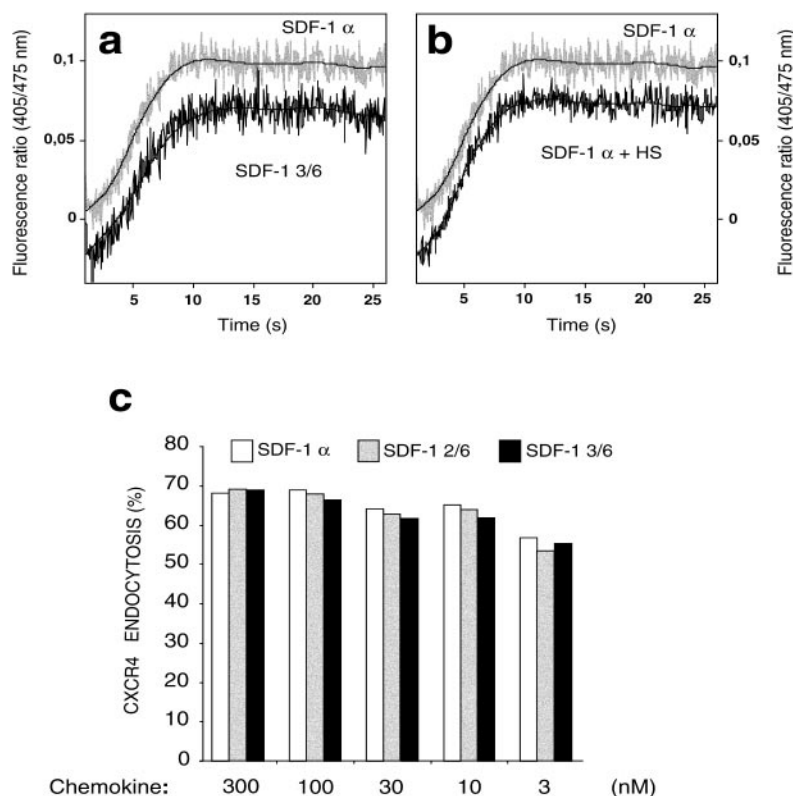 a
SDF-1 α
SDF-1 3/6
Fluorescence ratio (405/475 nm)
0,1
0,05
0
5 10 15 20 25
Time (s)
b
SDF-1 α
SDF-1 α + HS
0,1
0,05
0
Fluorescence ratio (405/475 nm)
5 10 15 20 25
Time (s)
c
SDF-1 α SDF-1 2/6 SDF-1 3/6
CXCR4 ENDOCYTOSIS (%)
80
70
60
50
40
30
20
10
0
Chemokine: 300 100 30 10 3 (nM)